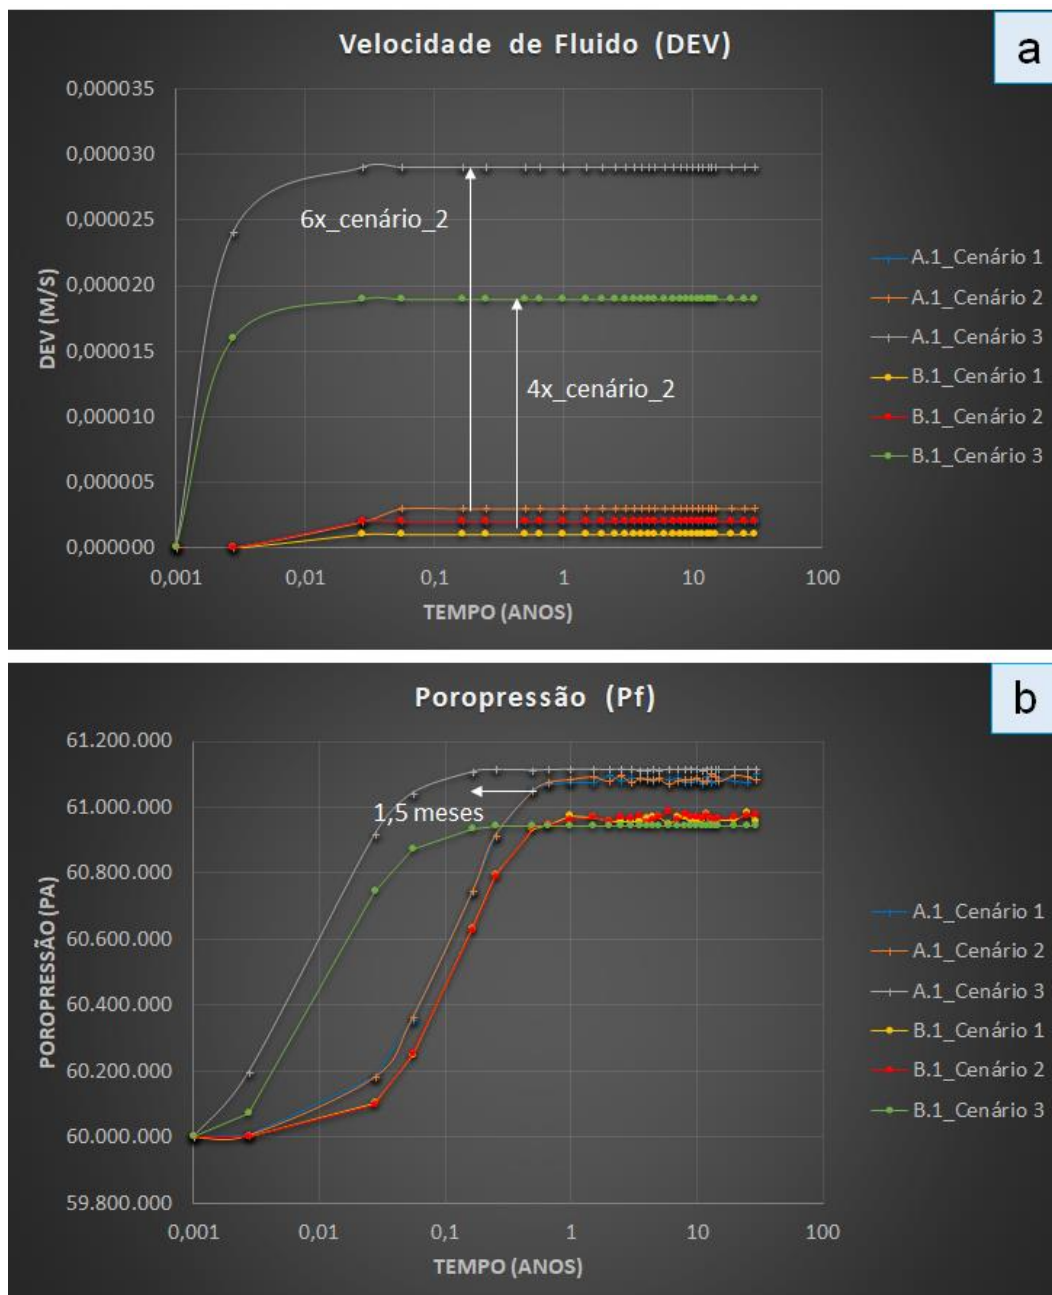 Velocidade de Fluido (DEV)
a
0,000035
0,000030
0,000025
0,000020
0,000015
0,000010
0,000005
0,000000
DEV (M/S)
6x_cenário_2
4x_cenário_2
0,001 0,01 0,1 1 10 100
TEMPO (ANOS)
A.1_Cenário 1
A.1_Cenário 2
A.1_Cenário 3
B.1_Cenário 1
B.1_Cenário 2
B.1_Cenário 3
Poropressão (Pf)
b
61.200.000
61.000.000
60.800.000
60.600.000
60.400.000
60.200.000
60.000.000
59.800.000
POROPRESSÃO (PA)
1,5 meses
0,001 0,01 0,1 1 10 100
TEMPO (ANOS)
A.1_Cenário 1
A.1_Cenário 2
A.1_Cenário 3
B.1_Cenário 1
B.1_Cenário 2
B.1_Cenário 3